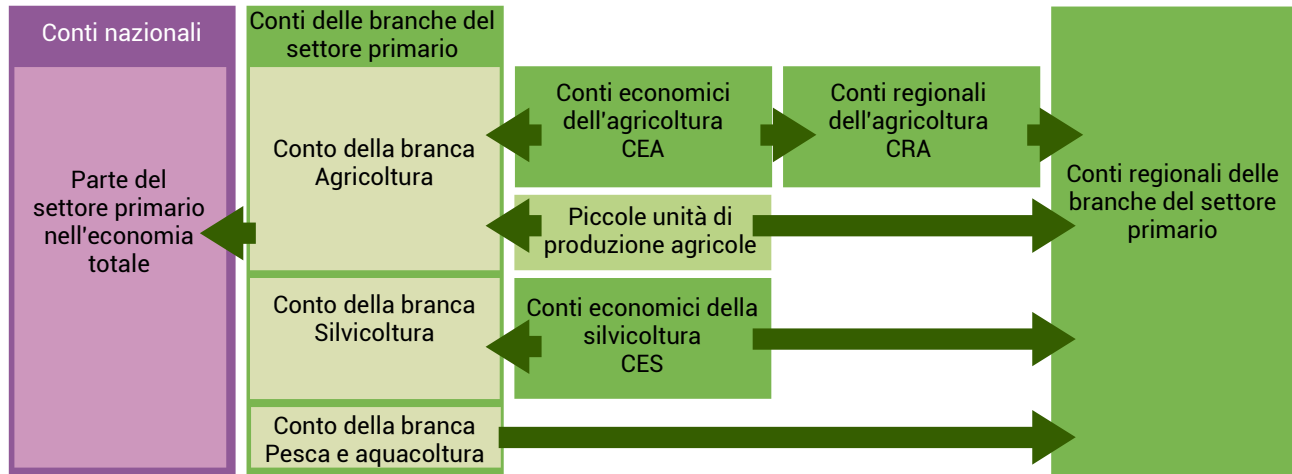 Conti nazionali
Parte del
settore primario
nell'economia
totale
Conti delle branche del
settore primario
Conto della branca
Agricoltura
Conto della branca
Silvicoltura
Conto della branca
Pesca e aquacoltura
Conti economici
dell'agricoltura
CEA
Piccole unità di
produzione agricole
Conti economici della
silvicoltura
CES
Conti regionali
dell'agricoltura
CRA
Conti regionali delle
branche del settore
primario